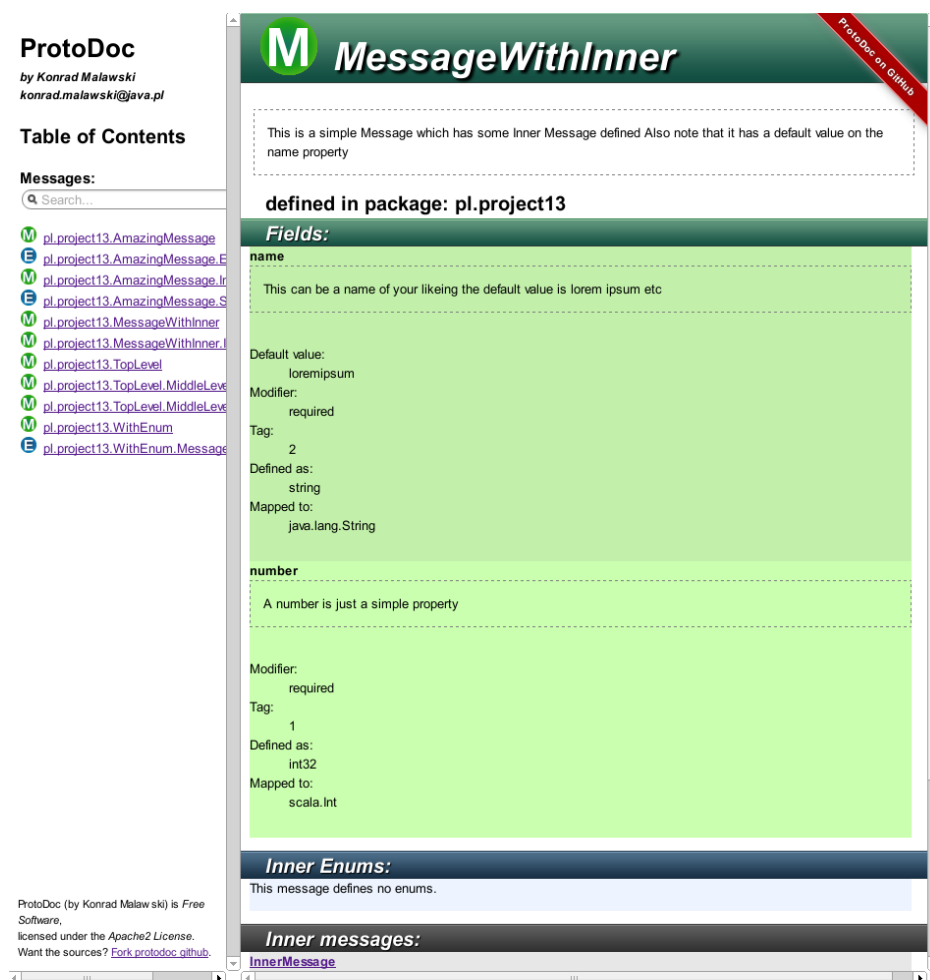 ProtoDoc
by Konrad Malawski
konrad.malawski@java.pl
Table of Contents
Messages:
Search...
M pl.project13.AmazingMessage
E pl.project13.AmazingMessage.E
M pl.project13.AmazingMessage.In
E pl.project13.AmazingMessage.S
M pl.project13.MessageWithInner
M pl.project13.MessageWithInner.I
M pl.project13.TopLevel
M pl.project13.TopLevel.MiddleLeve
M pl.project13.TopLevel.MiddleLeve
M pl.project13.WithEnum
E pl.project13.WithEnum.Message
ProtoDoc (by Konrad Malawski) is Free
Software,
licensed under the Apache2 License.
Want the sources? Fork protodoc github.
M MessageWithInner
ProtoDoc on GitHub
This is a simple Message which has some Inner Message defined Also note that it has a default value on the
name property
defined in package: pl.project13
Fields:
name
This can be a name of your likeing the default value is lorem ipsum etc
Default value:
loremipsum
Modifier:
required
Tag:
2
Defined as:
string
Mapped to:
java.lang.String
number
A number is just a simple property
Modifier:
required
Tag:
1
Defined as:
int32
Mapped to:
scala.Int
Inner Enums:
This message defines no enums.
Inner messages:
InnerMessage